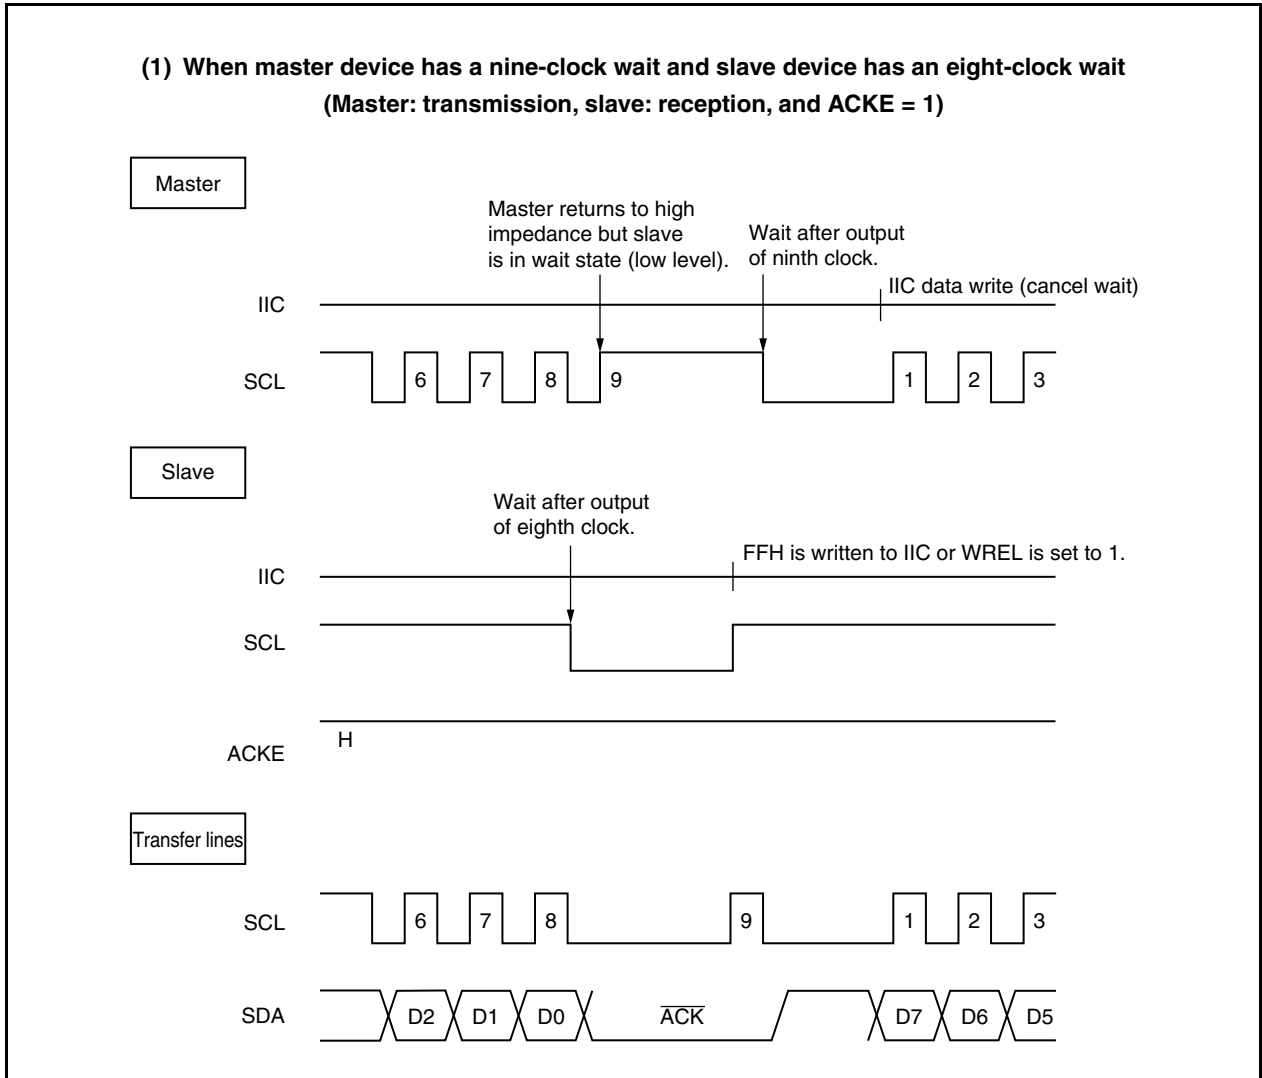 (1) When master device has a nine-clock wait and slave device has an eight-clock wait
(Master: transmission, slave: reception, and ACKE = 1)
Master
Master returns to high
impedance but slave
is in wait state (low level).
Wait after output
of ninth clock.
IIC data write (cancel wait)
IIC
SCL
6 7 8 9 1 2 3
Slave
Wait after output
of eighth clock.
FFH is written to IIC or WREL is set to 1.
IIC
SCL
H
ACKE
Transfer lines
SCL 6 7 8 9 1 2 3
SDA D2 D1 D0 A̅C̅K̅ D7 D6 D5